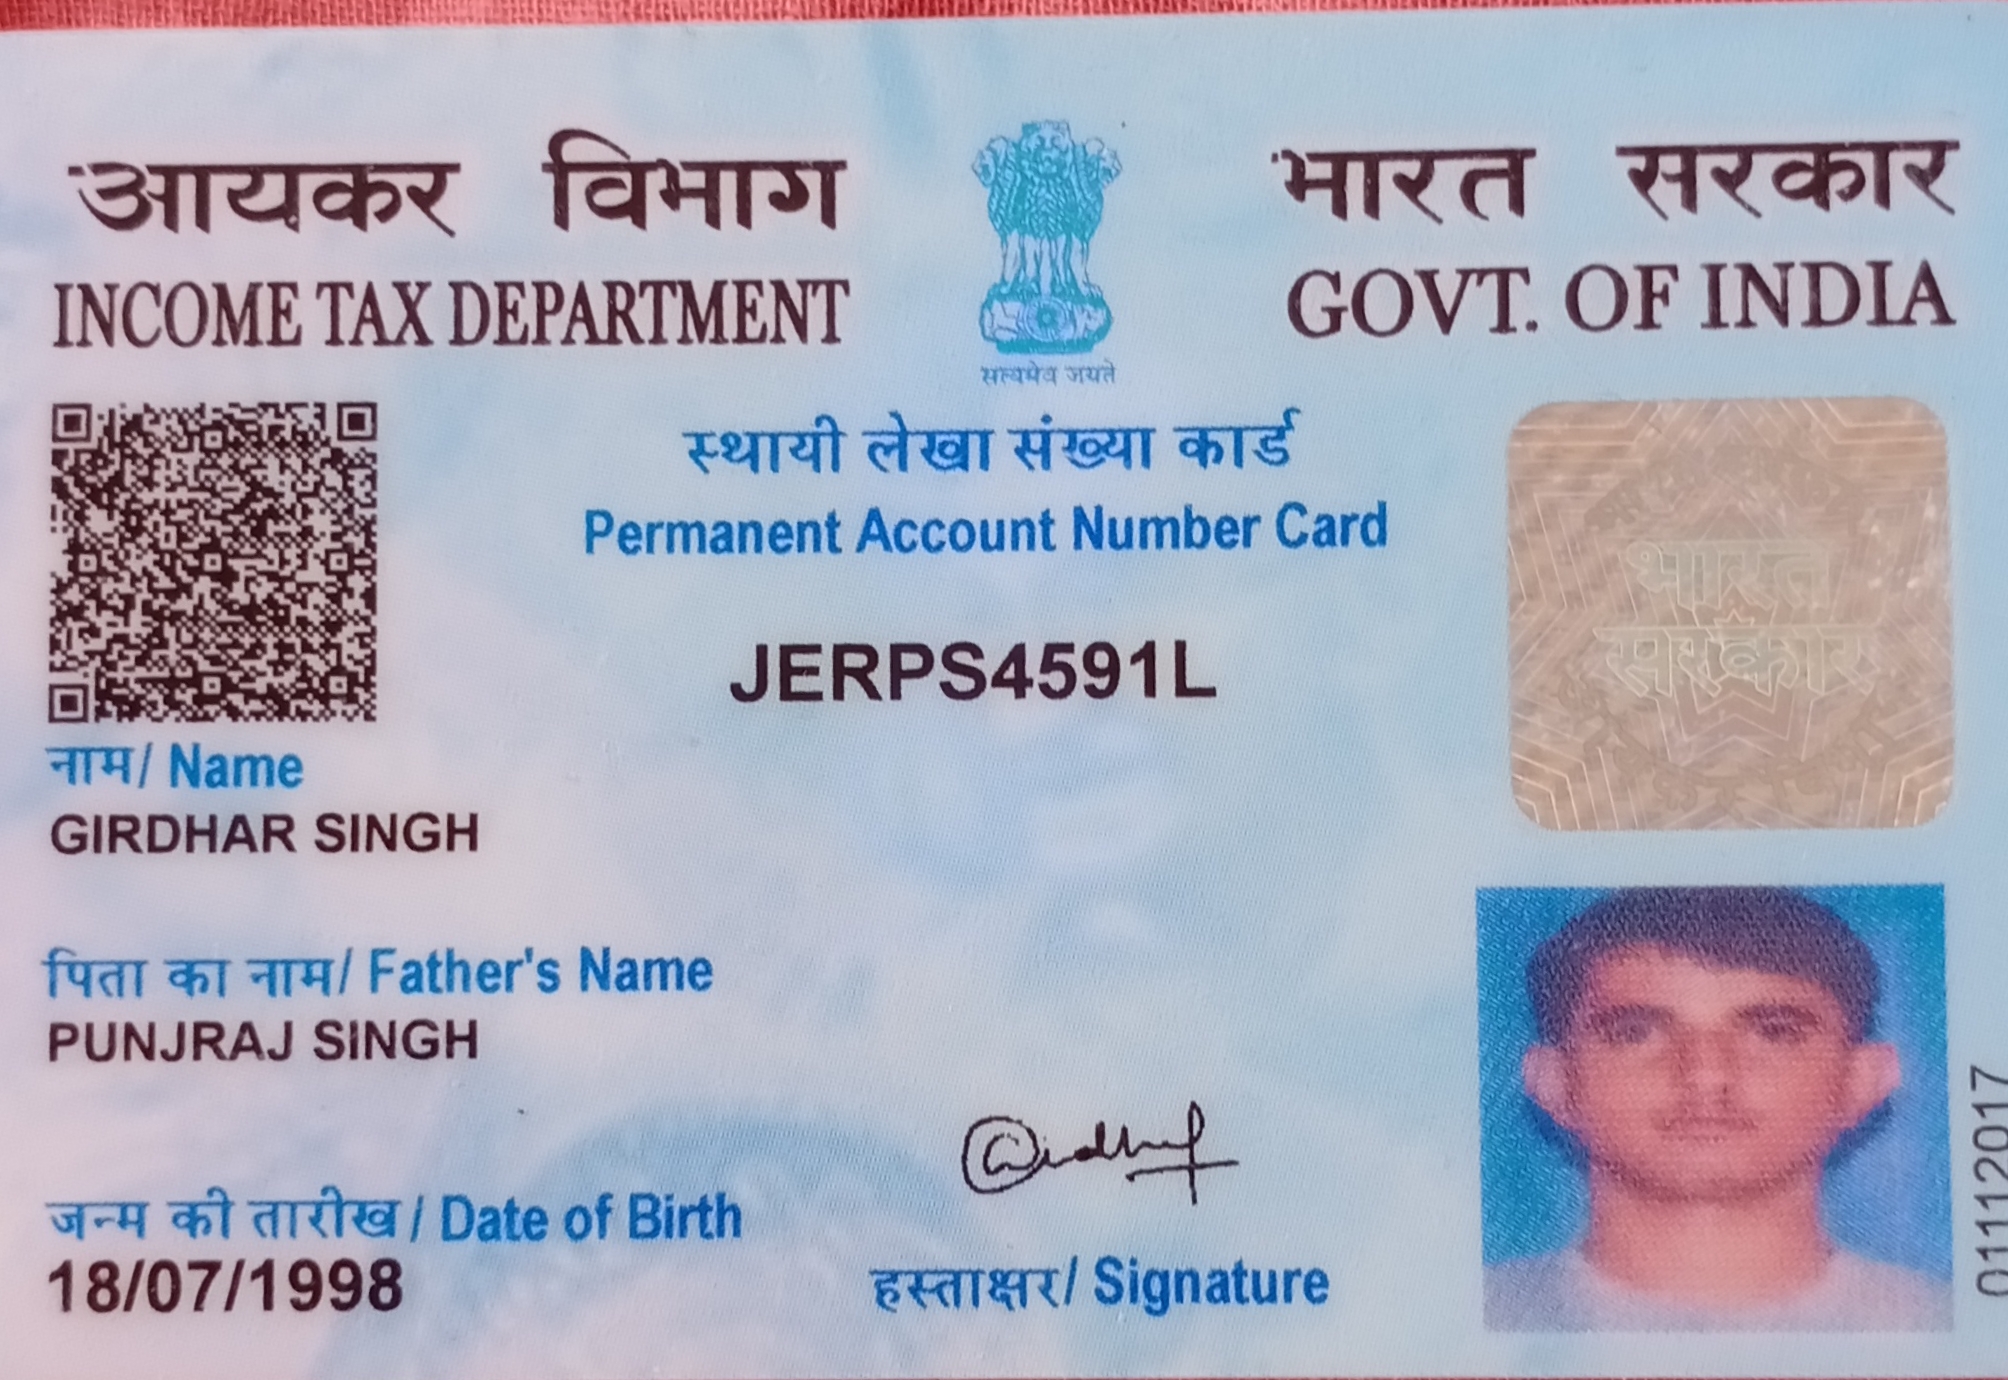 आयकर विभाग
INCOME TAX DEPARTMENT
सत्यमेव जयते
भारत सरकार
GOVT. OF INDIA
स्थायी लेखा संख्या कार्ड
Permanent Account Number Card
JERPS4591L
भारत
सरकार
नाम/ Name
GIRDHAR SINGH
पिता का नाम/ Father's Name
PUNJRAJ SINGH
जन्म की तारीख / Date of Birth
18/07/1998
Girdhar
हस्ताक्षर/ Signature
01112017